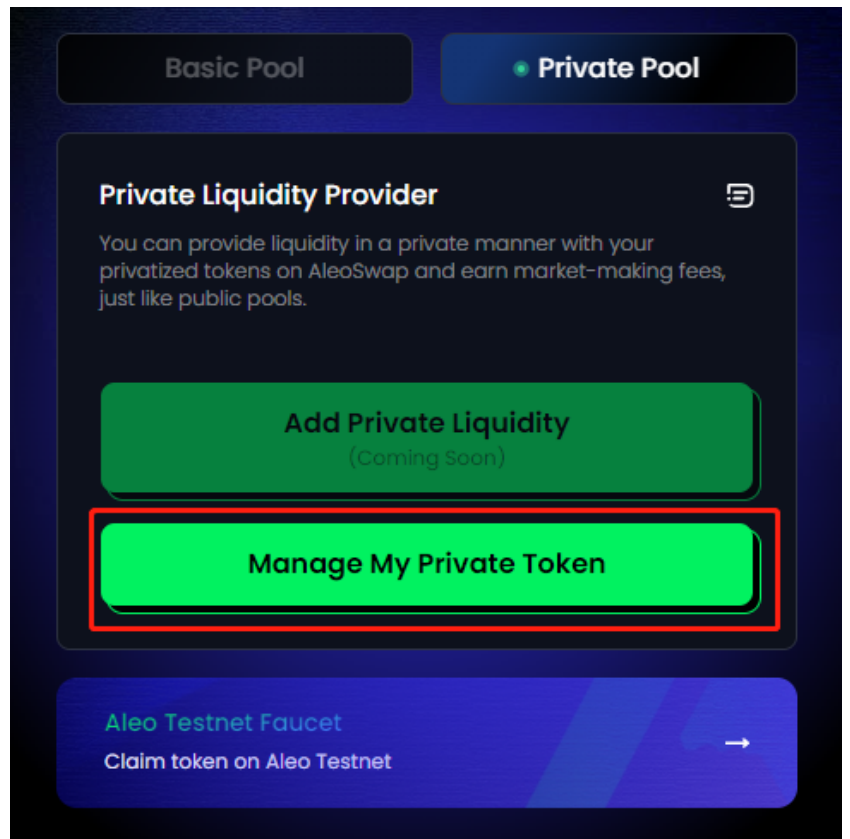 Basic Pool
Private Pool
Private Liquidity Provider
You can provide liquidity in a private manner with your
privatized tokens on AleoSwap and earn market-making fees,
just like public pools.
Add Private Liquidity
(Coming Soon)
Manage My Private Token
Aleo Testnet Faucet
Claim token on Aleo Testnet